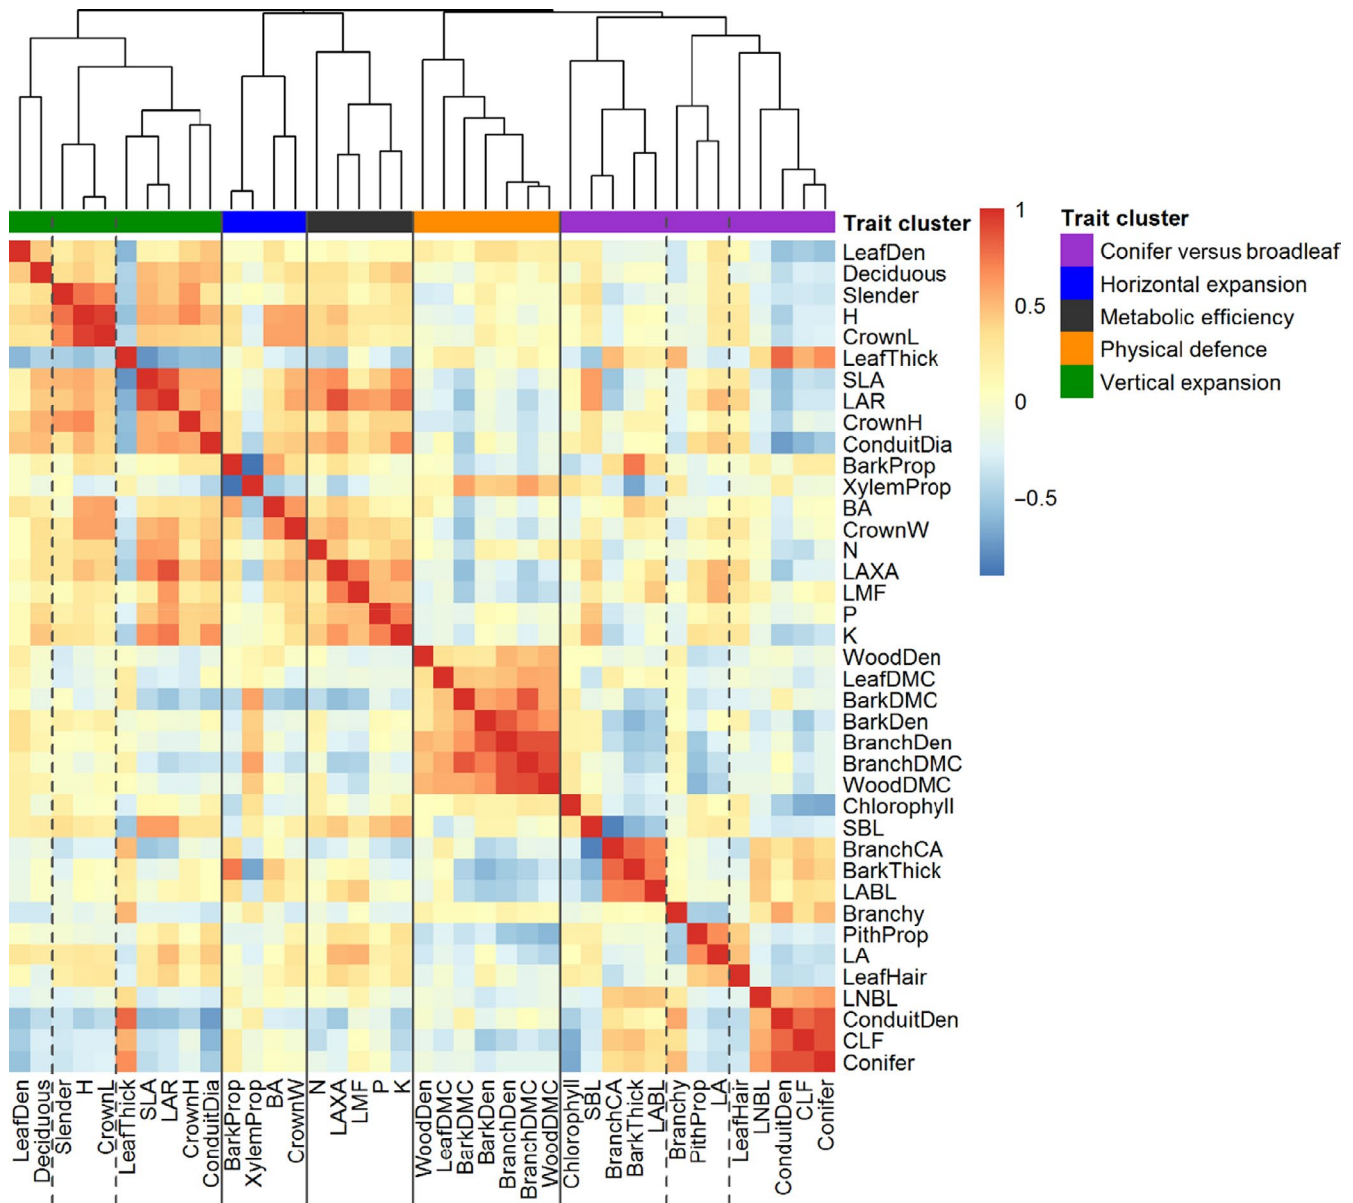 Trait cluster
LeafDen
Deciduous
Slender
H
CrownL
LeafThick
SLA
LAR
CrownH
ConduitDia
BarkProp
XylemProp
BA
CrownW
N
LAXA
LMF
P
K
WoodDen
LeafDMC
BarkDMC
BarkDen
BranchDen
BranchDMC
WoodDMC
Chlorophyll
SBL
BranchCA
BarkThick
LABL
Branchy
PithProp
LA
LeafHair
LNBL
ConduitDen
CLF
Conifer
1
0.5
0
−0.5
Trait cluster
Conifer versus broadleaf
Horizontal expansion
Metabolic efficiency
Physical defence
Vertical expansion
LeafDen
Deciduous
Slender
H
CrownL
LeafThick
SLA
LAR
CrownH
ConduitDia
BarkProp
XylemProp
BA
CrownW
N
LAXA
LMF
P
K
WoodDen
LeafDMC
BarkDMC
BarkDen
BranchDen
BranchDMC
WoodDMC
Chlorophyll
SBL
BranchCA
BarkThick
LABL
Branchy
PithProp
LA
LeafHair
LNBL
ConduitDen
CLF
Conifer